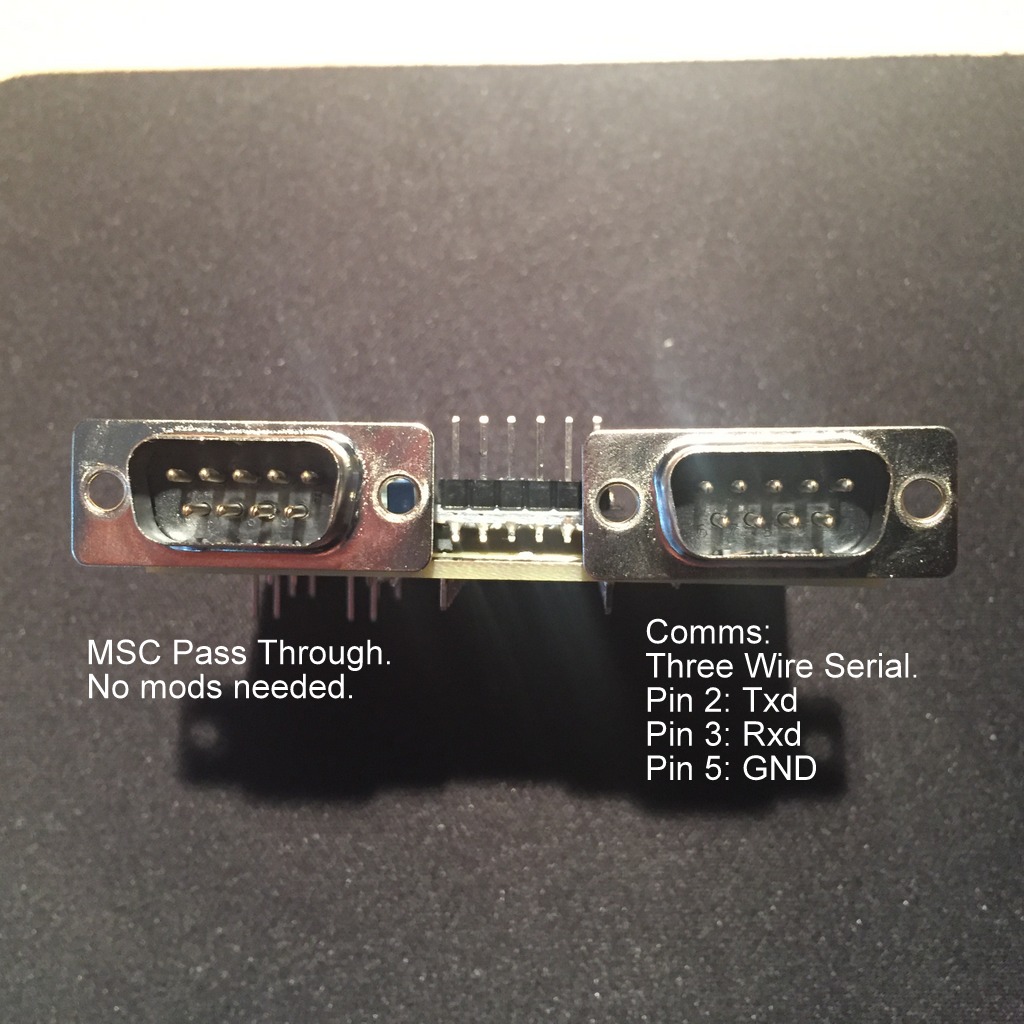 MSC Pass Through.
No mods needed.
Comms:
Three Wire Serial.
Pin 2: Txd
Pin 3: Rxd
Pin 5: GND